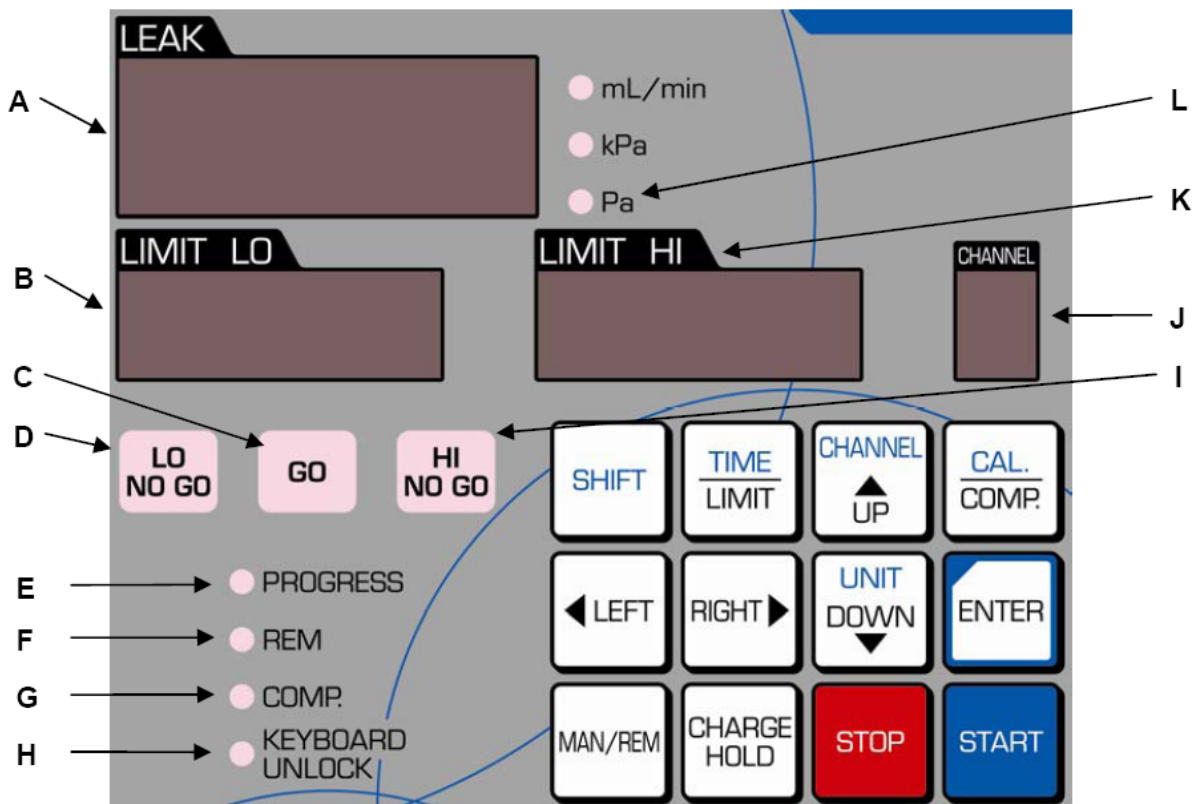 LEAK
A
mL/min
L
kPa
Pa
K
LIMIT LO
LIMIT HI
CHANNEL
B
J
C
I
D
LO
NO GO
GO
HI
NO GO
SHIFT
TIME
LIMIT
CHANNEL
UP
CAL.
COMP.
E
PROGRESS
LEFT
RIGHT
UNIT
DOWN
ENTER
F
REM
G
COMP.
H
KEYBOARD
UNLOCK
MAN/REM
CHARGE
HOLD
STOP
START